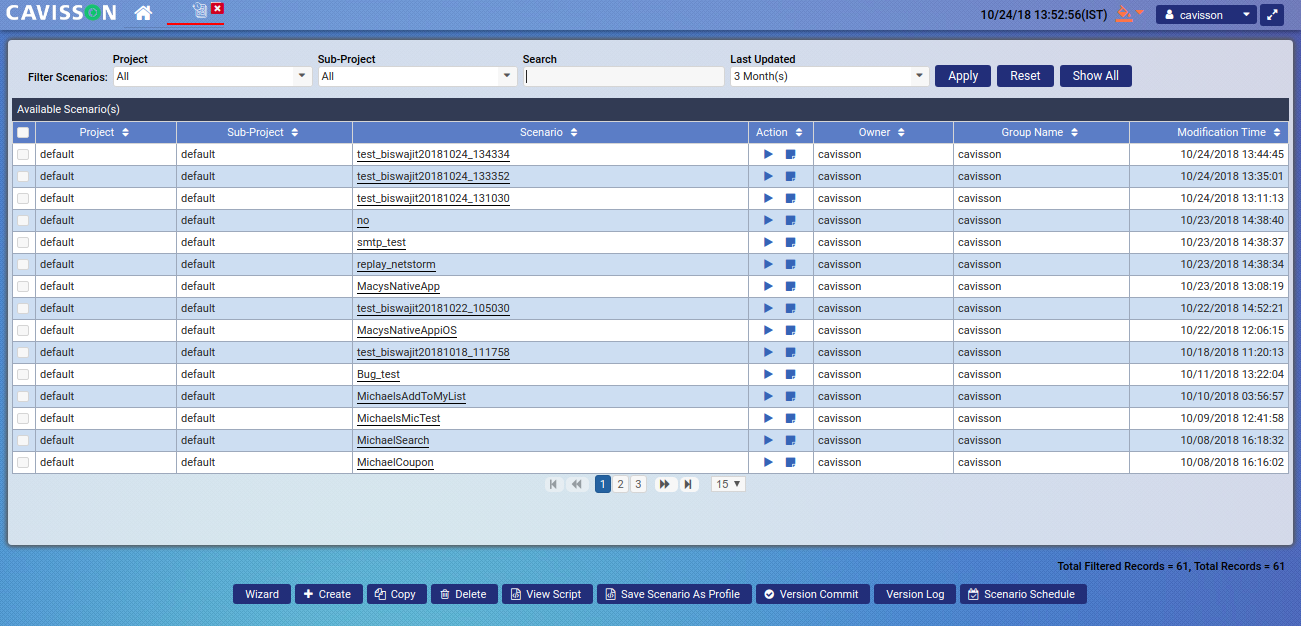 CAVISSON 10/24/18 13:52:56(IST) cavisson
Project Sub-Project Search Last Updated
Filter Scenarios: All All 3 Month(s) Apply Reset Show All
Available Scenario(s)
Project Sub-Project Scenario Action Owner Group Name Modification Time
default default test_biswajit20181024_134334 cavisson cavisson 10/24/2018 13:44:45
default default test_biswajit20181024_133352 cavisson cavisson 10/24/2018 13:35:01
default default test_biswajit20181024_131030 cavisson cavisson 10/24/2018 13:11:13
default default no cavisson cavisson 10/23/2018 14:38:40
default default smtp_test cavisson cavisson 10/23/2018 14:38:37
default default replay_netstorm cavisson cavisson 10/23/2018 14:38:34
default default MacysNativeApp cavisson cavisson 10/23/2018 13:08:19
default default test_biswajit20181022_105030 cavisson cavisson 10/22/2018 14:52:21
default default MacysNativeAppiOS cavisson cavisson 10/22/2018 12:06:15
default default test_biswajit20181018_111758 cavisson cavisson 10/18/2018 11:20:13
default default Bug_test cavisson cavisson 10/11/2018 13:22:04
default default MichaelsAddToMyList cavisson cavisson 10/10/2018 03:56:57
default default MichaelsMicTest cavisson cavisson 10/09/2018 12:41:58
default default MichaelSearch cavisson cavisson 10/08/2018 16:18:32
default default MichaelCoupon cavisson cavisson 10/08/2018 16:16:02
1 2 3 15
Total Filtered Records = 61, Total Records = 61
Wizard Create Copy Delete View Script Save Scenario As Profile Version Commit Version Log Scenario Schedule